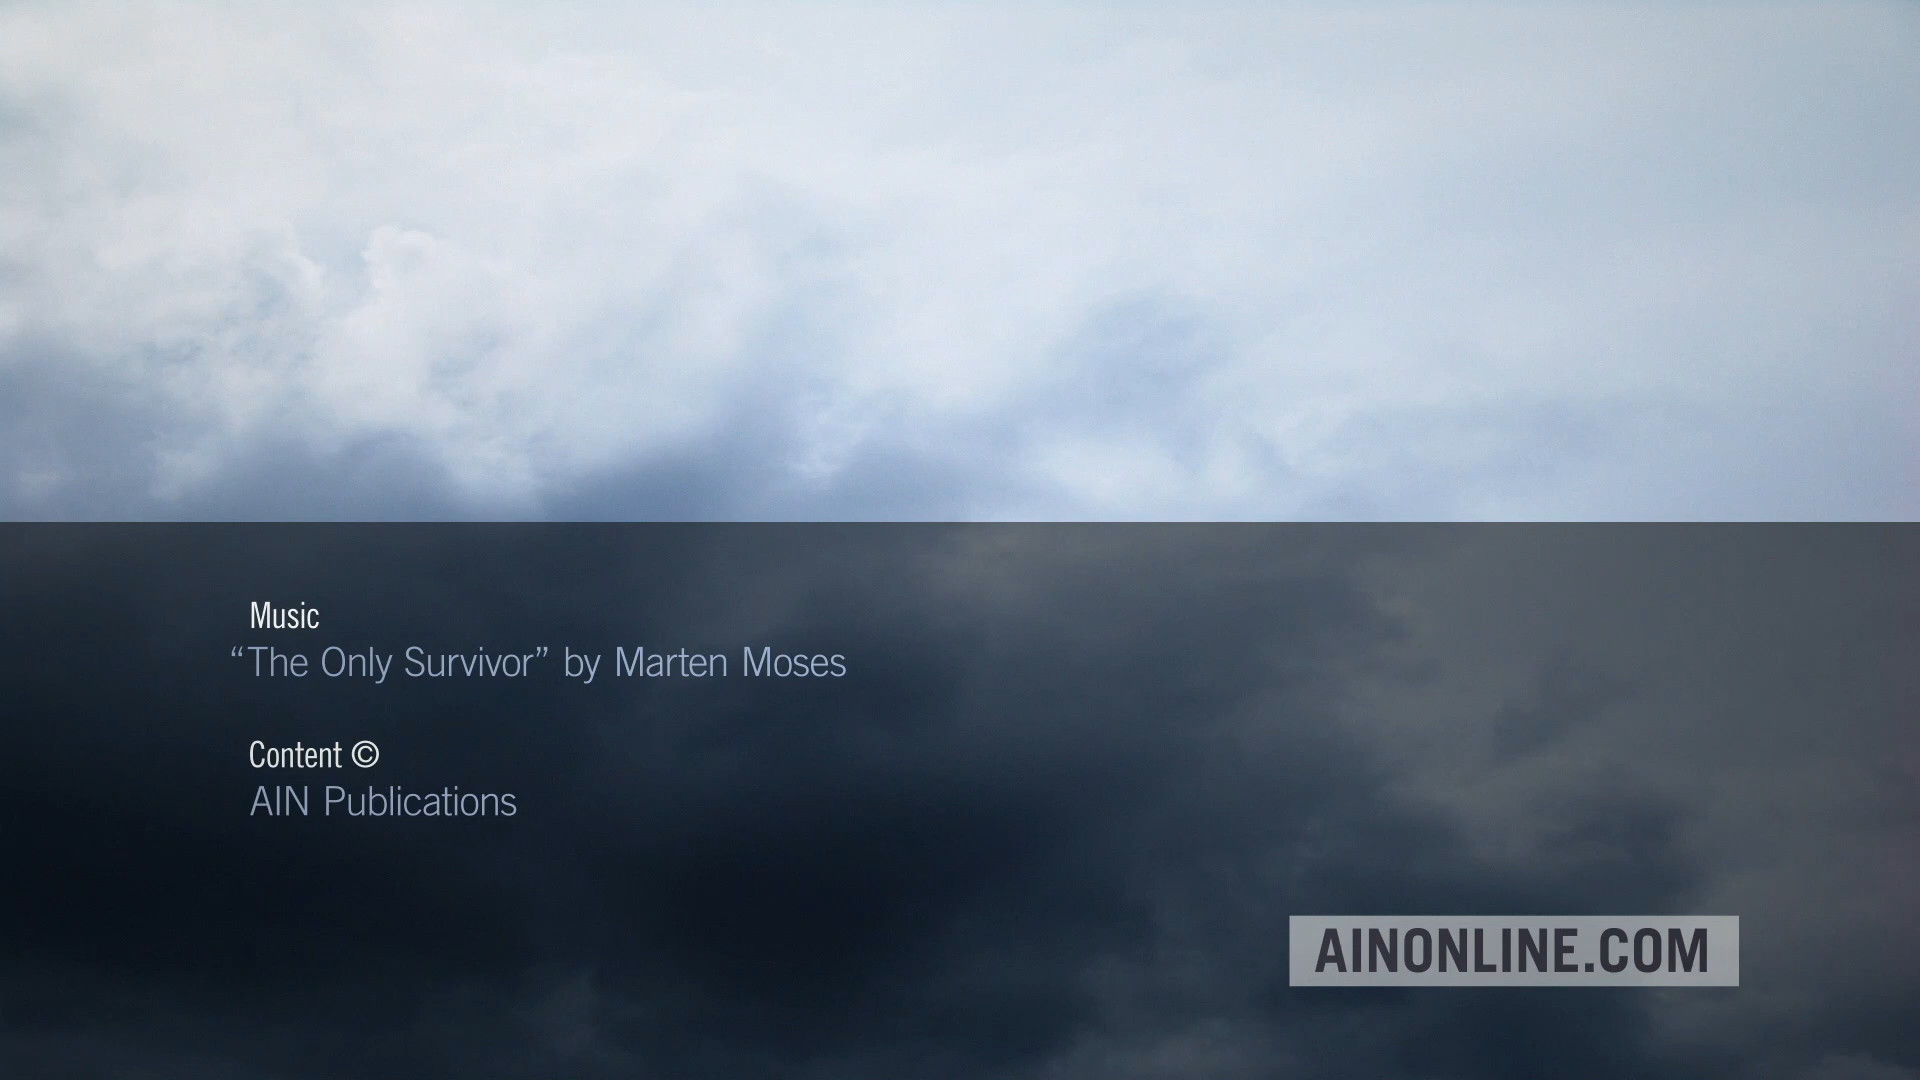 Music
“The Only Survivor” by Marten Moses
Content ©
AIN Publications
AINONLINE.COM